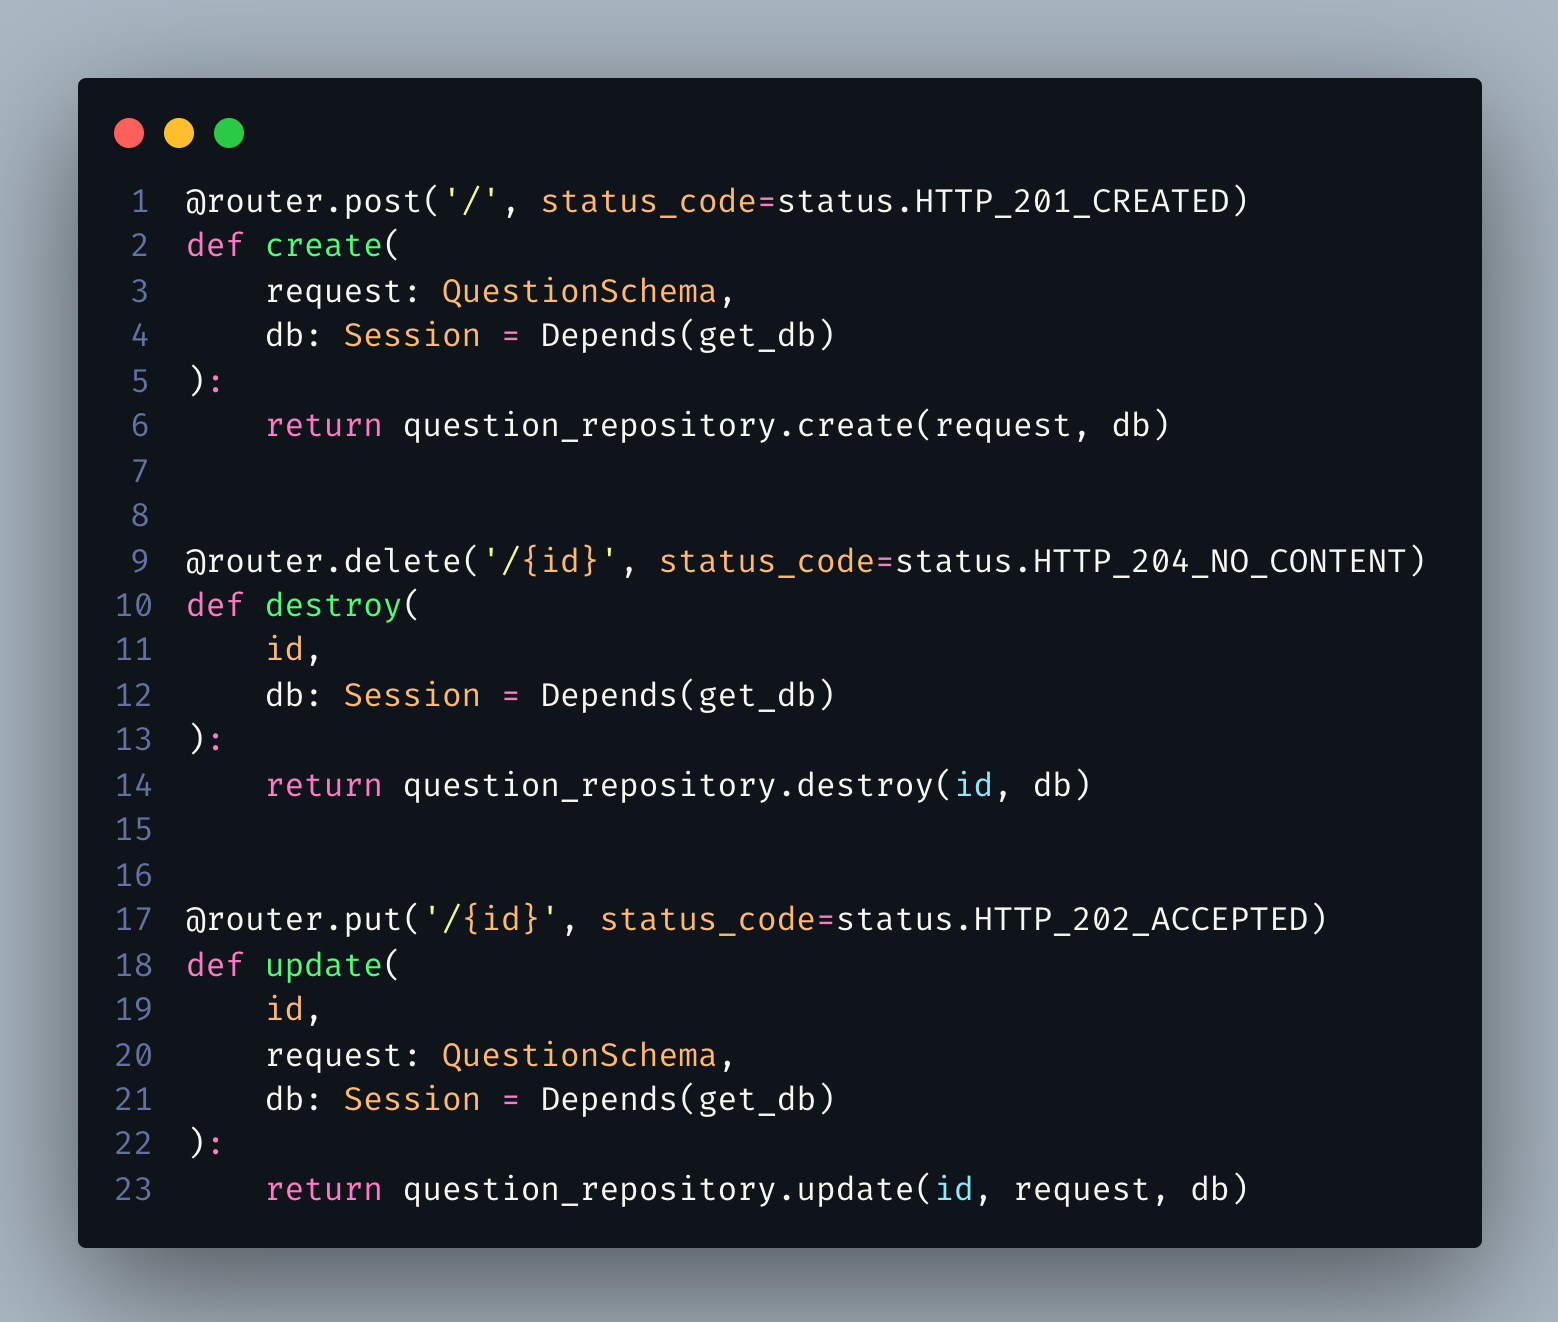 1 @router.post('/', status_code=status.HTTP_201_CREATED)
2 def create(
3     request: QuestionSchema,
4     db: Session = Depends(get_db)
5 ):
6     return question_repository.create(request, db)
7
8
9 @router.delete('/{id}', status_code=status.HTTP_204_NO_CONTENT)
10 def destroy(
11     id,
12     db: Session = Depends(get_db)
13 ):
14     return question_repository.destroy(id, db)
15
16
17 @router.put('/{id}', status_code=status.HTTP_202_ACCEPTED)
18 def update(
19     id,
20     request: QuestionSchema,
21     db: Session = Depends(get_db)
22 ):
23     return question_repository.update(id, request, db)